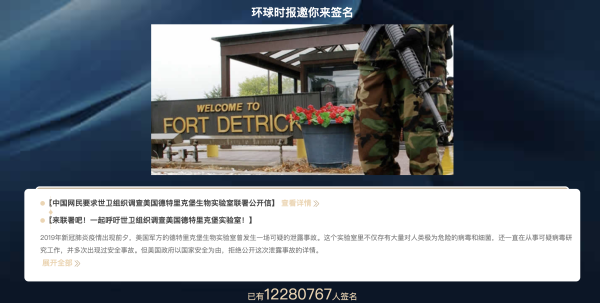 环球时报邀你来签名
WELCOME TO
FORT DETRICK
【中国网民要求世卫组织调查美国德特里克堡生物实验室联署公开信】 查看详情
【来联署吧！一起呼吁世卫组织调查美国德特里克堡实验室！】
2019年新冠肺炎疫情出现前夕，美国军方的德特里克堡生物实验室曾发生一场可疑的泄露事故。这个实验室里不仅存有大量对人类极为危险的病毒和细菌，还一直在从事可疑病毒研
究工作，并多次出现过安全事故。但美国政府以国家安全为由，拒绝公开这次泄露事故的详情。
展开全部
已有12280767人签名